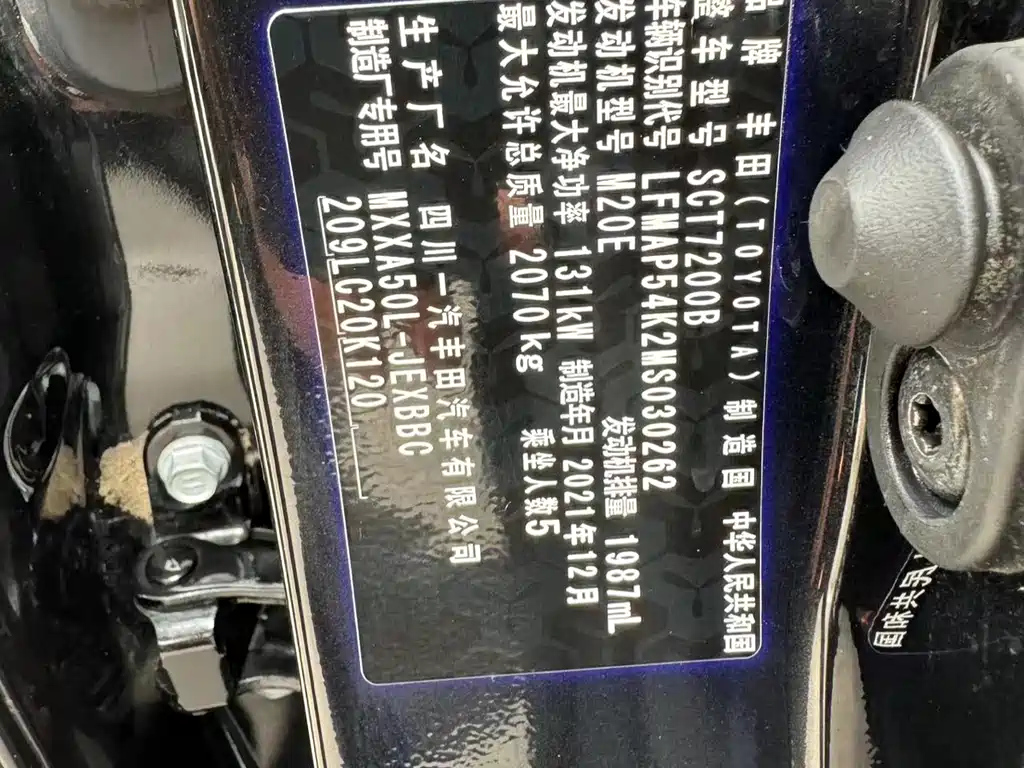 品牌 丰田(TOYOTA) 制造国 中华人民共和国
整车型号 SCT7200B
车辆识别代号 LFMAP54K2MS030262
发动机型号 M20E 发动机排量 1987mL
发动机最大净功率 131kW 制造年月 2021年12月
最大允许总质量 2070kg 乘坐人数5
生产厂名 四川一汽丰田汽车有限公司
制造厂专用号 MXXA50L-JEXBBC
209LC20K120